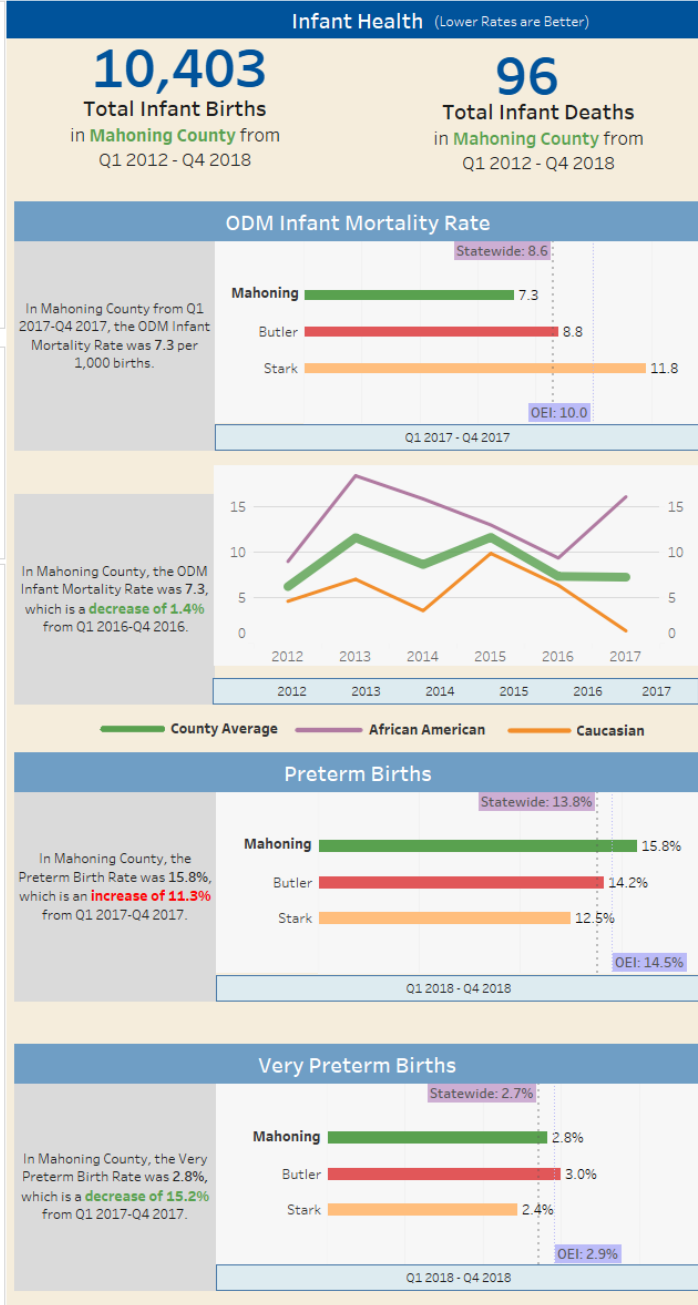 Infant Health (Lower Rates are Better)
10,403
Total Infant Births
in Mahoning County from
Q1 2012 - Q4 2018
96
Total Infant Deaths
in Mahoning County from
Q1 2012 - Q4 2018
ODM Infant Mortality Rate
In Mahoning County from Q1
2017-Q4 2017, the ODM Infant
Mortality Rate was 7.3 per
1,000 births.
Statewide: 8.6
Mahoning 7.3
Butler 8.8
Stark 11.8
OEI: 10.0
Q1 2017 - Q4 2017
In Mahoning County, the ODM
Infant Mortality Rate was 7.3,
which is a decrease of 1.4%
from Q1 2016-Q4 2016.
15 15
10 10
5 5
0 0
2012 2013 2014 2015 2016 2017
2012 2013 2014 2015 2016 2017
County Average African American Caucasian
Preterm Births
In Mahoning County, the
Preterm Birth Rate was 15.8%,
which is an increase of 11.3%
from Q1 2017-Q4 2017.
Statewide: 13.8%
Mahoning 15.8%
Butler 14.2%
Stark 12.5%
OEI: 14.5%
Q1 2018 - Q4 2018
Very Preterm Births
In Mahoning County, the Very
Preterm Birth Rate was 2.8%,
which is a decrease of 15.2%
from Q1 2017-Q4 2017.
Statewide: 2.7%
Mahoning 2.8%
Butler 3.0%
Stark 2.4%
OEI: 2.9%
Q1 2018 - Q4 2018